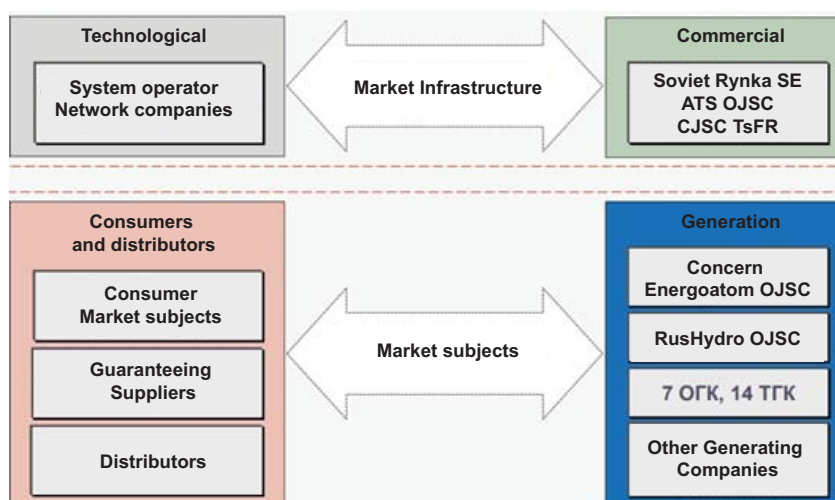 Technological
System operator
Network companies
Market Infrastructure
Commercial
Soviet Rynka SE
ATS OJSC
CJSC TsFR
Consumers
and distributors
Consumer
Market subjects
Guaranteeing
Suppliers
Distributors
Market subjects
Generation
Concern
Energoatom OJSC
RusHydro OJSC
7 ОГК, 14 ТГК
Other Generating
Companies